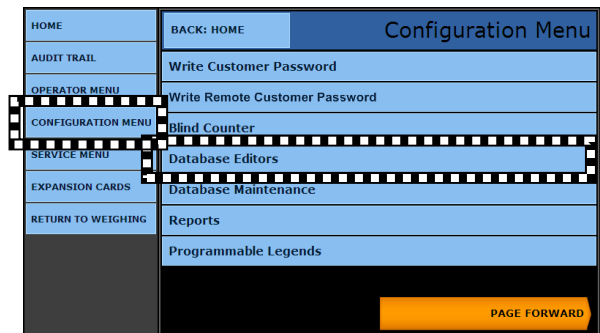 HOME
AUDIT TRAIL
OPERATOR MENU
CONFIGURATION MENU
SERVICE MENU
EXPANSION CARDS
RETURN TO WEIGHING
BACK: HOME
Configuration Menu
Write Customer Password
Write Remote Customer Password
Blind Counter
Database Editors
Database Maintenance
Reports
Programmable Legends
PAGE FORWARD